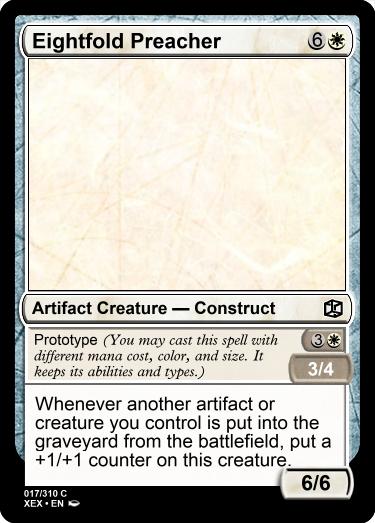 Eightfold Preacher 6
Artifact Creature — Construct
Prototype (You may cast this spell with 3
different mana cost, color, and size. It
keeps its abilities and types.) 3/4
Whenever another artifact or
creature you control is put into the
graveyard from the battlefield, put a
+1/+1 counter on this creature.
6/6
017/310 C
XEX • EN